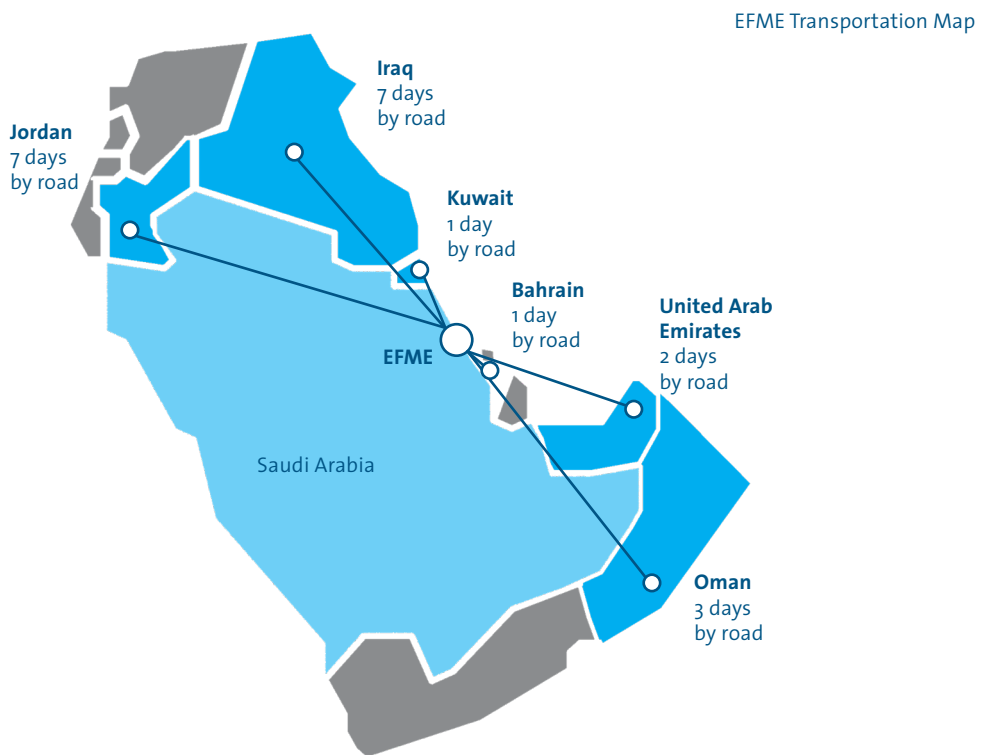 EFME Transportation Map
Iraq
7 days
by road
Jordan
7 days
by road
Kuwait
1 day
by road
Bahrain
1 day
by road
United Arab
Emirates
2 days
by road
EFME
Saudi Arabia
Oman
3 days
by road